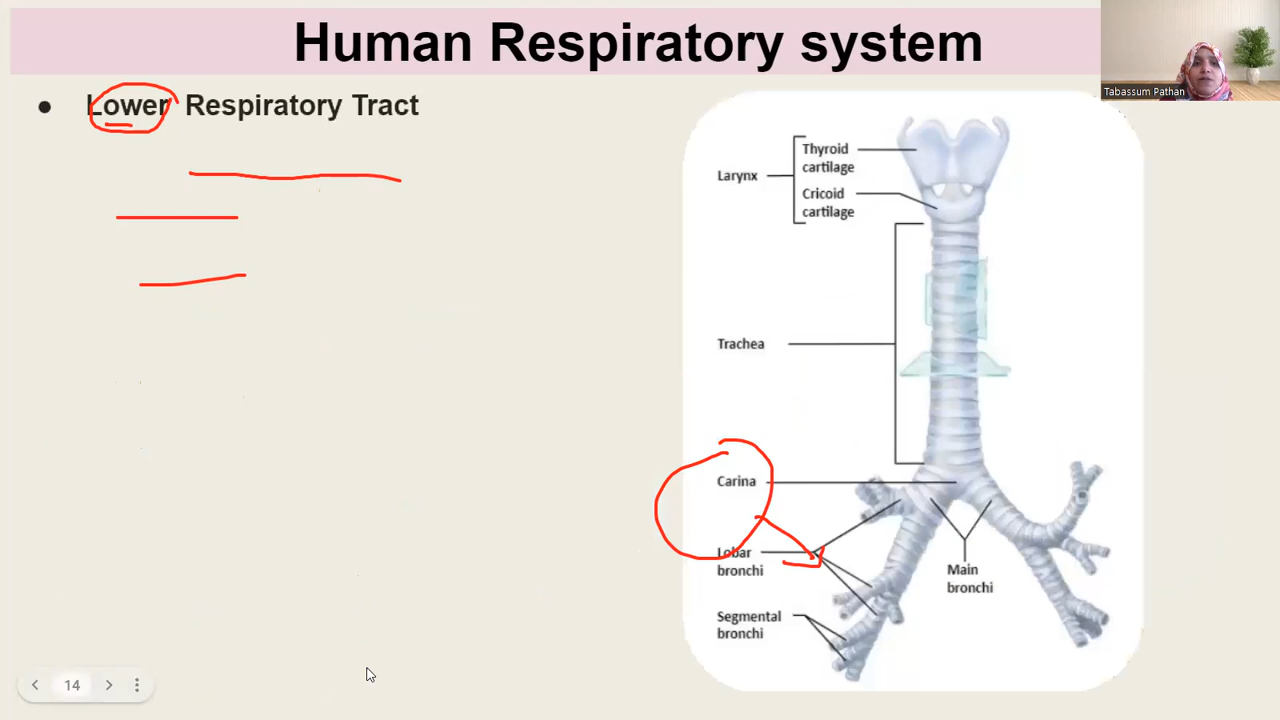 Human Respiratory system
Tabassum Pathan
● Lower Respiratory Tract
Larynx
Thyroid
cartilage
Cricoid
cartilage
Trachea
Carina
Lobar
bronchi
Main
bronchi
Segmental
bronchi
14